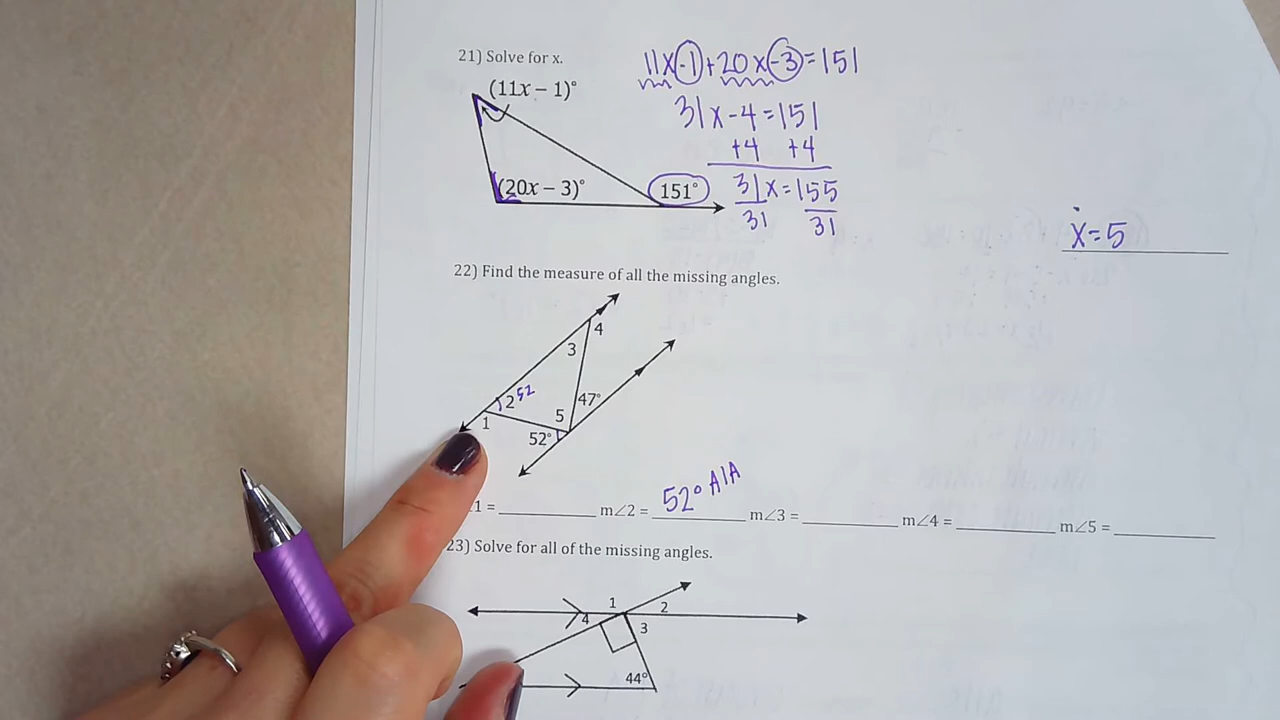 21) Solve for x.
11x-1+20x-3=151
(11x – 1)°
31x-4=151
+4 +4
(20x – 3)°
151°
31x=155
31 31
x=5
22) Find the measure of all the missing angles.
4
3
2 52
47°
5
1
52°
1 = m∠2 = 52° AIA m∠3 = m∠4 = m∠5 =
23) Solve for all of the missing angles.
1 2
4 3
44°